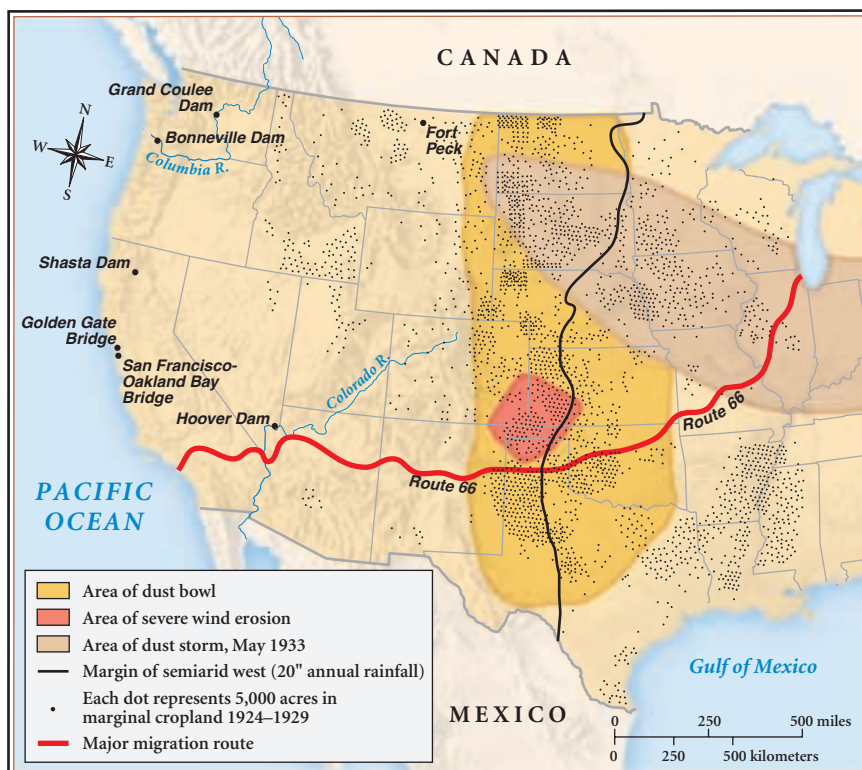 CANADA
Grand Coulee
Dam
Bonneville Dam
Columbia R.
Fort
Peck
N
W
E
S
Shasta Dam
Golden Gate
Bridge
San Francisco-
Oakland Bay
Bridge
Colorado R.
Hoover Dam
Route 66
Route 66
PACIFIC
OCEAN
Area of dust bowl
Area of severe wind erosion
Area of dust storm, May 1933
Margin of semiarid west (20" annual rainfall)
Each dot represents 5,000 acres in
marginal cropland 1924–1929
Major migration route
MEXICO
Gulf of Mexico
0 250 500 miles
0 250 500 kilometers